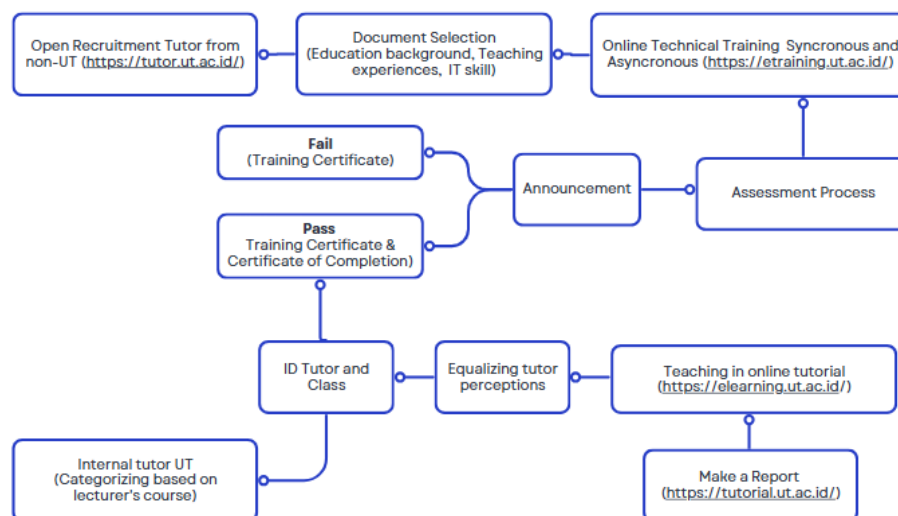 Open Recruitment Tutor from
non-UT (https://tutor.ut.ac.id/)
Document Selection
(Education background, Teaching
experiences, IT skill)
Online Technical Training Syncronous and
Asyncronous (https://etraining.ut.ac.id/)
Fail
(Training Certificate)
Announcement
Assessment Process
Pass
Training Certificate &
Certificate of Completion)
ID Tutor and
Class
Equalizing tutor
perceptions
Teaching in online tutorial
(https://elearning.ut.ac.id/)
Internal tutor UT
(Categorizing based on
lecturer's course)
Make a Report
(https://tutorial.ut.ac.id/)